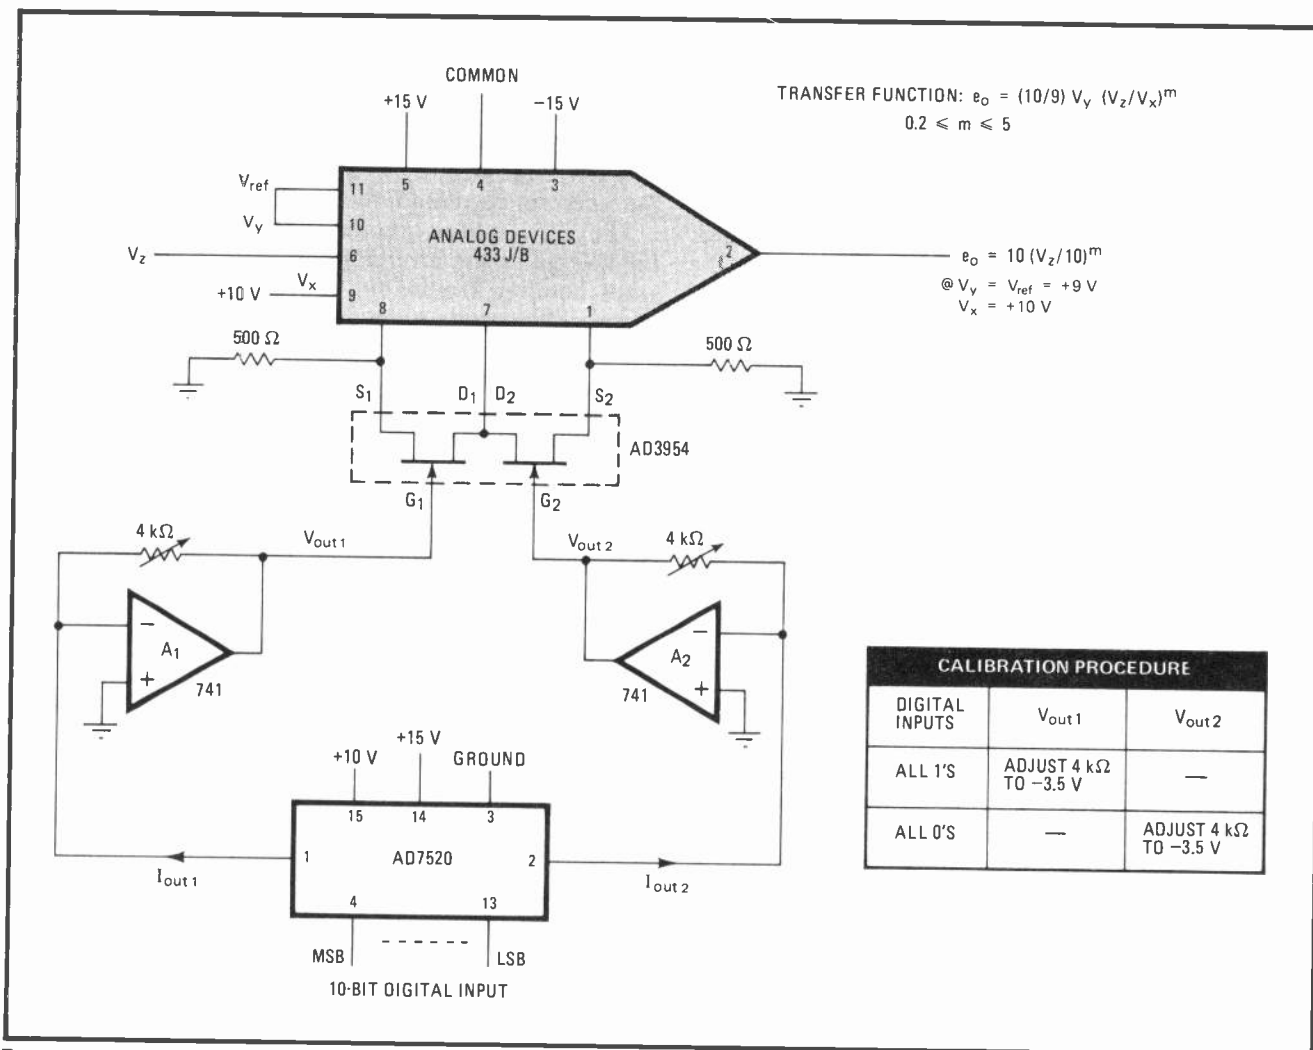 COMMON
+15 V
−15 V
TRANSFER FUNCTION: eo = (10/9) Vy (Vz/Vx)^m
0.2 ≤ m ≤ 5
5
4
3
Vref
11
Vy
10
ANALOG DEVICES
433 J/B
2
Vz
6
eo = 10 (Vz/10)^m
@ Vy = Vref = +9 V
Vx = +10 V
+10 V
Vx
9
8
7
1
500 Ω
500 Ω
S1
D1
D2
S2
AD3954
G1
G2
4 kΩ
Vout 1
Vout 2
4 kΩ
−
A1
+
741
−
A2
+
741
CALIBRATION PROCEDURE
DIGITAL INPUTS
Vout 1
Vout 2
ALL 1'S
ADJUST 4 kΩ TO −3.5 V
—
ALL 0'S
—
ADJUST 4 kΩ TO −3.5 V
+10 V
+15 V
GROUND
15
14
3
1
AD7520
2
Iout 1
Iout 2
4
13
MSB
LSB
10-BIT DIGITAL INPUT